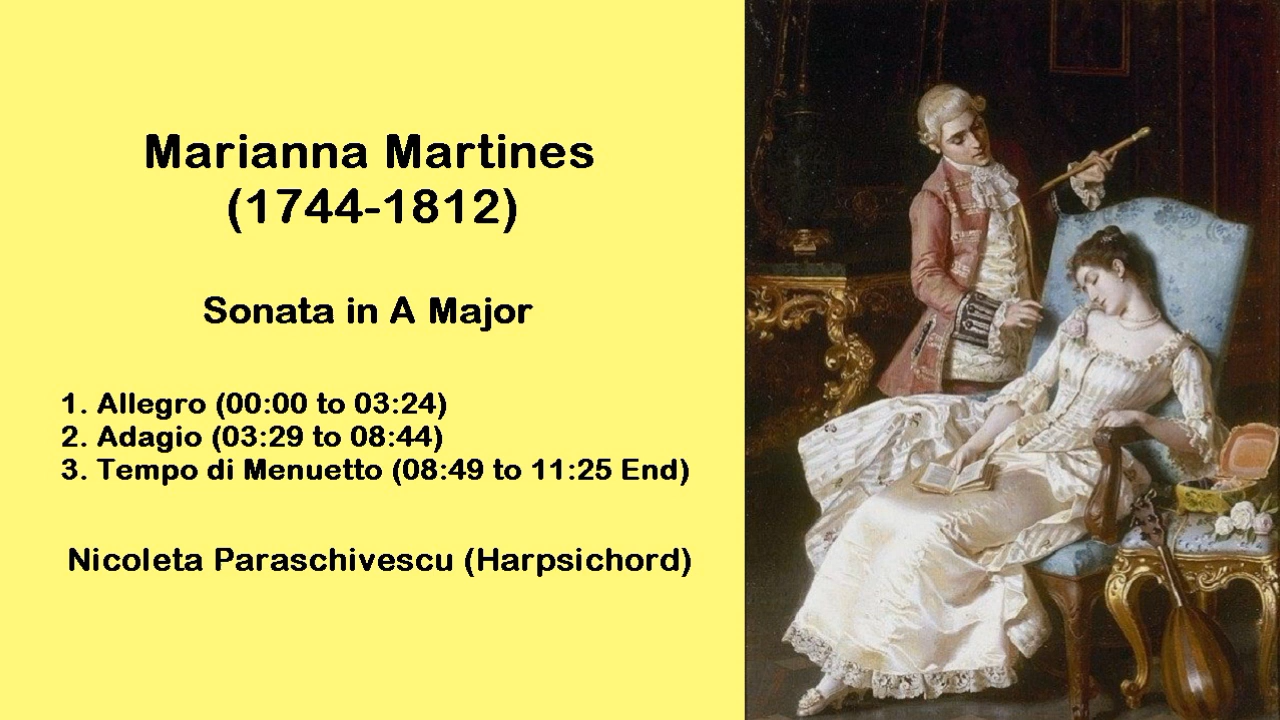 Marianna Martines
(1744-1812)
Sonata in A Major
1. Allegro (00:00 to 03:24)
2. Adagio (03:29 to 08:44)
3. Tempo di Menuetto (08:49 to 11:25 End)
Nicoleta Paraschivescu (Harpsichord)